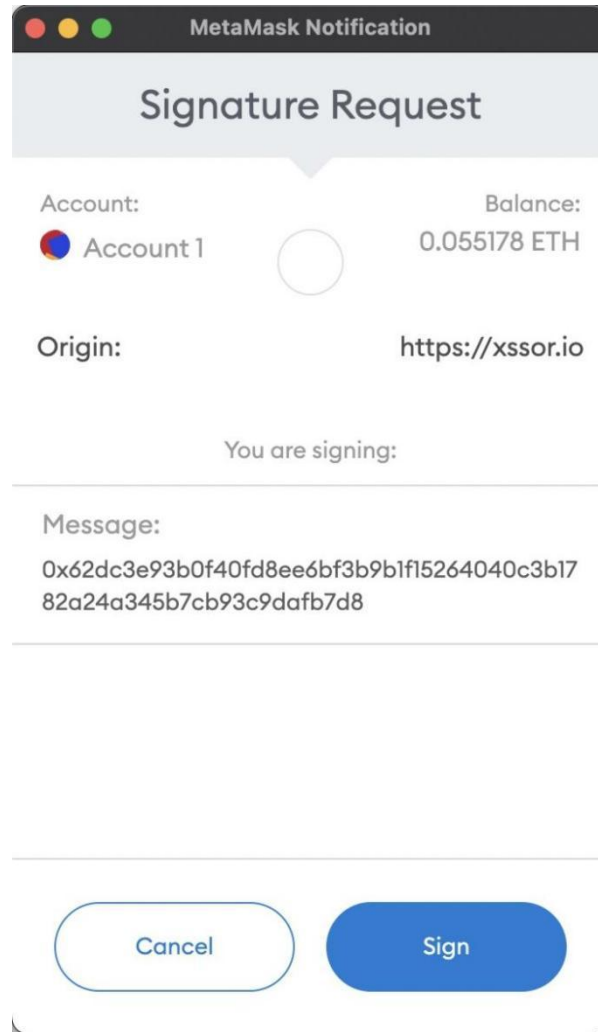 MetaMask Notification
Signature Request
Account:
Balance:
Account 1
0.055178 ETH
Origin:
https://xssor.io
You are signing:
Message:
0x62dc3e93b0f40fd8ee6bf3b9b1f15264040c3b17
82a24a345b7cb93c9dafb7d8
Cancel
Sign